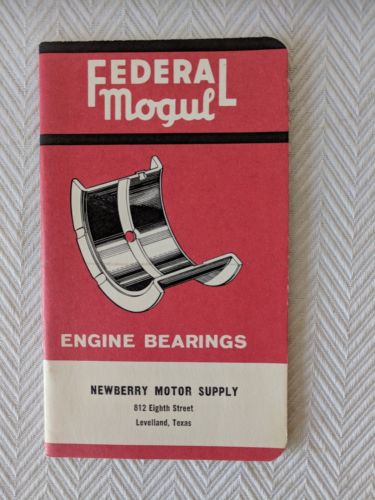 FEDERAL
Mogul
ENGINE BEARINGS
NEWBERRY MOTOR SUPPLY
812 Eighth Street
Levelland, Texas